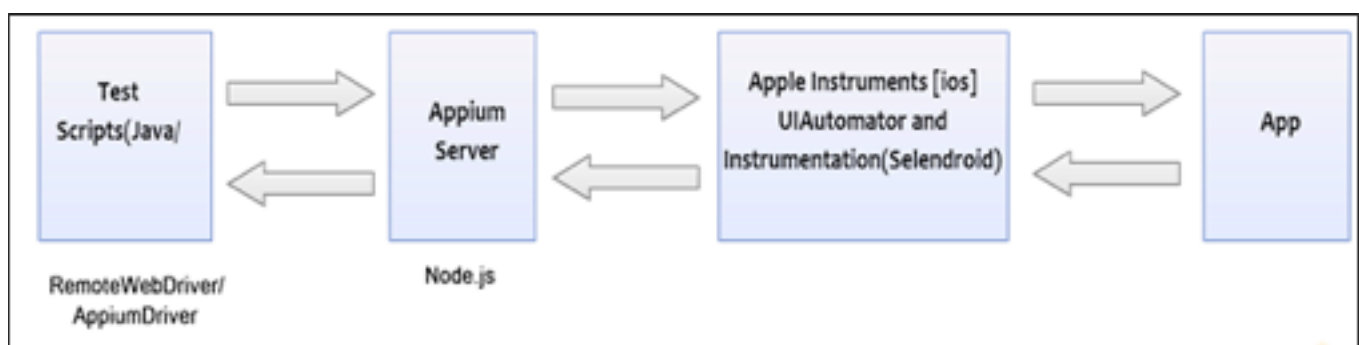 Test
Scripts(Java/
Appium
Server
Apple Instruments [ios]
UIAutomator and
Instrumentation(Selendroid)
App
RemoteWebDriver/
AppiumDriver
Node.js